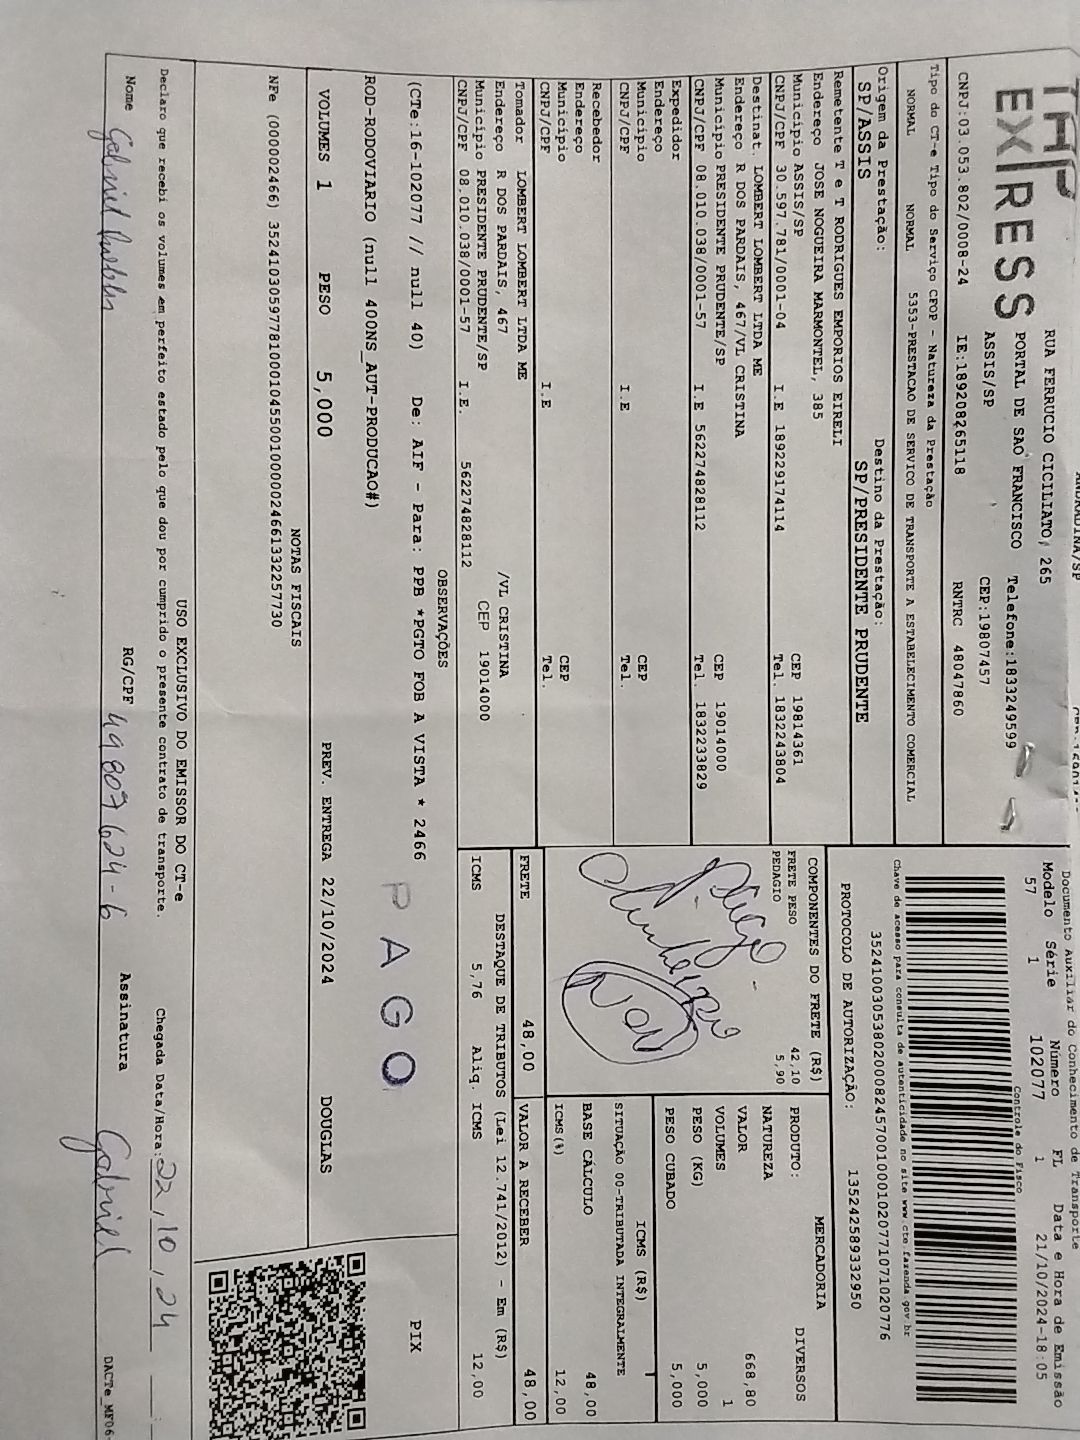 THP
EXPRESS
RUA FERRUCIO CICILIATO, 265
PORTAL DE SAO FRANCISCO Telefone:1833249599
ASSIS/SP CEP:19807457
CNPJ:03.053.802/0008-24 IE:189208265118 RNTRC 48047860
Tipo do CT-e Tipo do Serviço CFOP - Natureza da Prestação
NORMAL NORMAL 5353-PRESTACAO DE SERVICO DE TRANSPORTE A ESTABELECIMENTO COMERCIAL
Origem da Prestação: Destino da Prestação:
SP/ASSIS SP/PRESIDENTE PRUDENTE
Remetente T e T RODRIGUES EMPORIOS EIRELI
Endereço JOSE NOGUEIRA MARMONTEL, 385
Município ASSIS/SP CEP 19814361
CNPJ/CPF 30.597.781/0001-04 I.E 189229174114 Tel. 1832243804
Destinat. LOMBERT LOMBERT LTDA ME
Endereço R DOS PARDAIS, 467/VL CRISTINA
Município PRESIDENTE PRUDENTE/SP CEP 19014000
CNPJ/CPF 08.010.038/0001-57 I.E 562274828112 Tel. 1832233829
Expedidor
Endereço
Município CEP
CNPJ/CPF I.E Tel.
Recebedor
Endereço
Município CEP
CNPJ/CPF I.E Tel.
Tomador LOMBERT LOMBERT LTDA ME
Endereço R DOS PARDAIS, 467 /VL CRISTINA
Município PRESIDENTE PRUDENTE/SP CEP 19014000
CNPJ/CPF 08.010.038/0001-57 I.E. 562274828112
Documento Auxiliar do Conhecimento de Transporte
Modelo Série Número FL Data e Hora de Emissão
57 1 102077 1 21/10/2024-18:05
Controle do Fisco
Chave de acesso para consulta de autenticidade no site www.cte.fazenda.gov.br
35241003053802000824570010001020771071020776
PROTOCOLO DE AUTORIZAÇÃO: 135242589332950
COMPONENTES DO FRETE (R$)
FRETE PESO 42,10
PEDAGIO 5,90
MERCADORIA
PRODUTO: DIVERSOS
NATUREZA
VALOR 668,80
VOLUMES 1
PESO (KG) 5,000
PESO CUBADO 5,000
ICMS (R$)
SITUAÇÃO 00-TRIBUTADA INTEGRALMENTE
BASE CÁLCULO 48,00
ICMS(%) 12,00
FRETE 48,00 VALOR A RECEBER 48,00
DESTAQUE DE TRIBUTOS (Lei 12.741/2012) - Em (R$)
ICMS 5,76 Aliq. ICMS 12,00
OBSERVAÇÕES
(CTe:16-102077 // null 40) De: AIF - Para: PPB *PGTO FOB A VISTA * 2466
PAGO
PIX
ROD-RODOVIARIO (null 400NS_AUT-PRODUCAO#)
VOLUMES 1 PESO 5,000 PREV. ENTREGA 22/10/2024 DOUGLAS
NOTAS FISCAIS
NFe (000002466) 35241030597781000104550010000024661332257730
USO EXCLUSIVO DO EMISSOR DO CT-e
Declaro que recebi os volumes em perfeito estado pelo que dou por cumprido o presente contrato de transporte. Chegada Data/Hora: 22/10/24
Nome Gabriel RG/CPF 49807624-6 Assinatura Gabriel